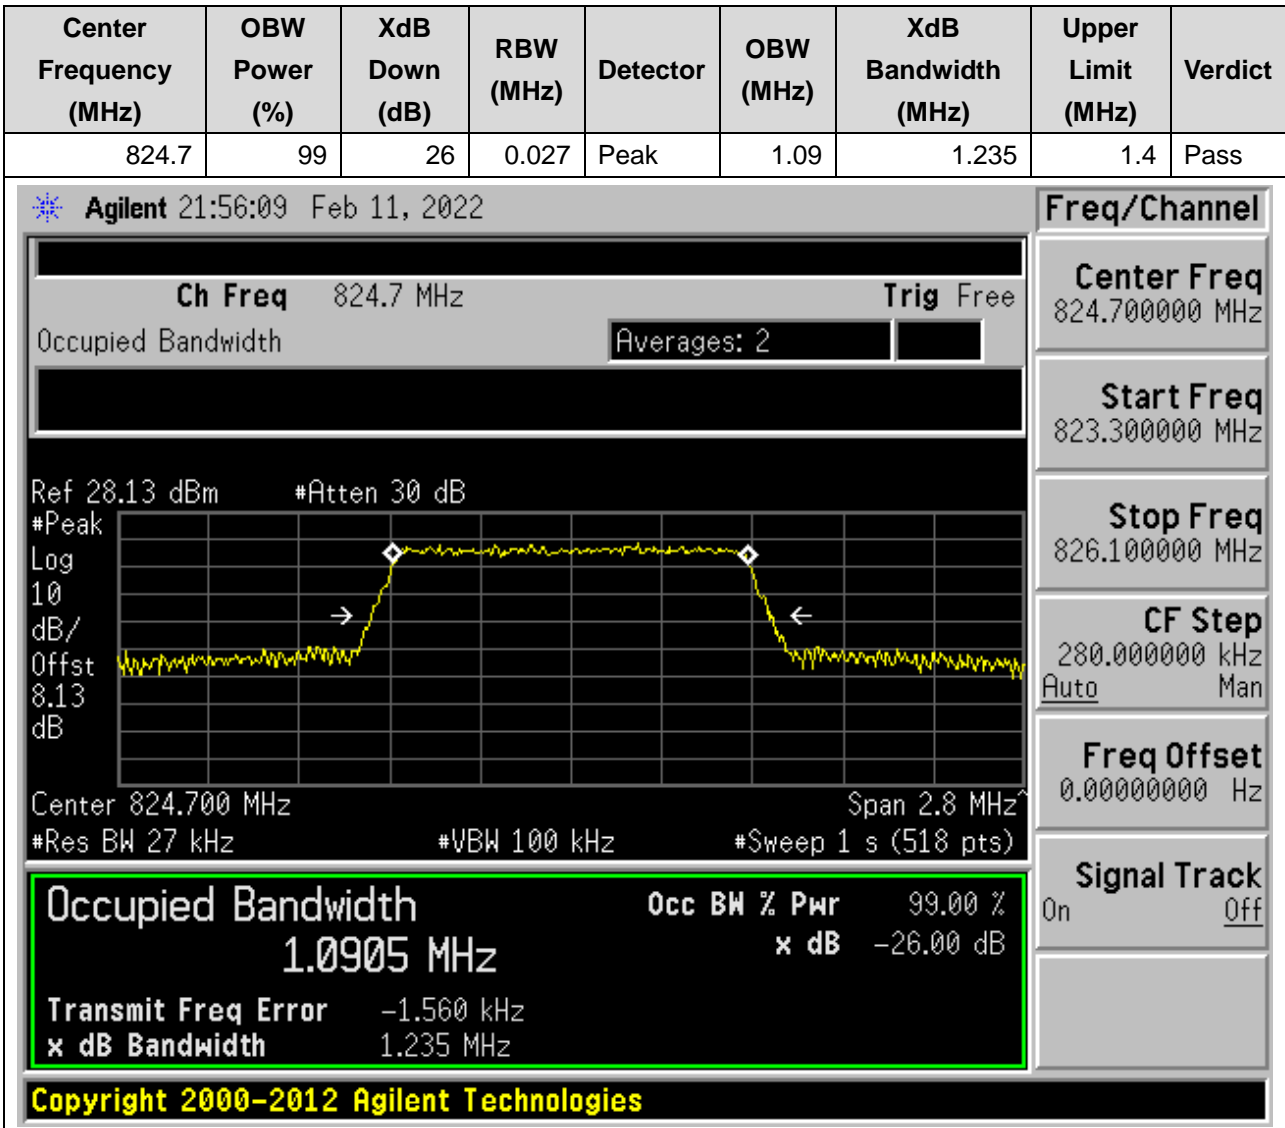 Center Frequency (MHz) OBW Power (%) XdB Down (dB) RBW (MHz) Detector OBW (MHz) XdB Bandwidth (MHz) Upper Limit (MHz) Verdict
824.7 99 26 0.027 Peak 1.09 1.235 1.4 Pass
Agilent 21:56:09 Feb 11, 2022
Ch Freq 824.7 MHz Trig Free
Occupied Bandwidth Averages: 2
Ref 28.13 dBm #Atten 30 dB
#Peak
Log
10
dB/
Offst
8.13
dB
Center 824.700 MHz Span 2.8 MHz^
#Res BW 27 kHz #VBW 100 kHz #Sweep 1 s (518 pts)
Occupied Bandwidth Occ BW % Pwr 99.00 %
1.0905 MHz x dB -26.00 dB
Transmit Freq Error -1.560 kHz
x dB Bandwidth 1.235 MHz
Copyright 2000-2012 Agilent Technologies
Freq/Channel
Center Freq
824.700000 MHz
Start Freq
823.300000 MHz
Stop Freq
826.100000 MHz
CF Step
280.000000 kHz
Auto Man
Freq Offset
0.00000000 Hz
Signal Track
On Off